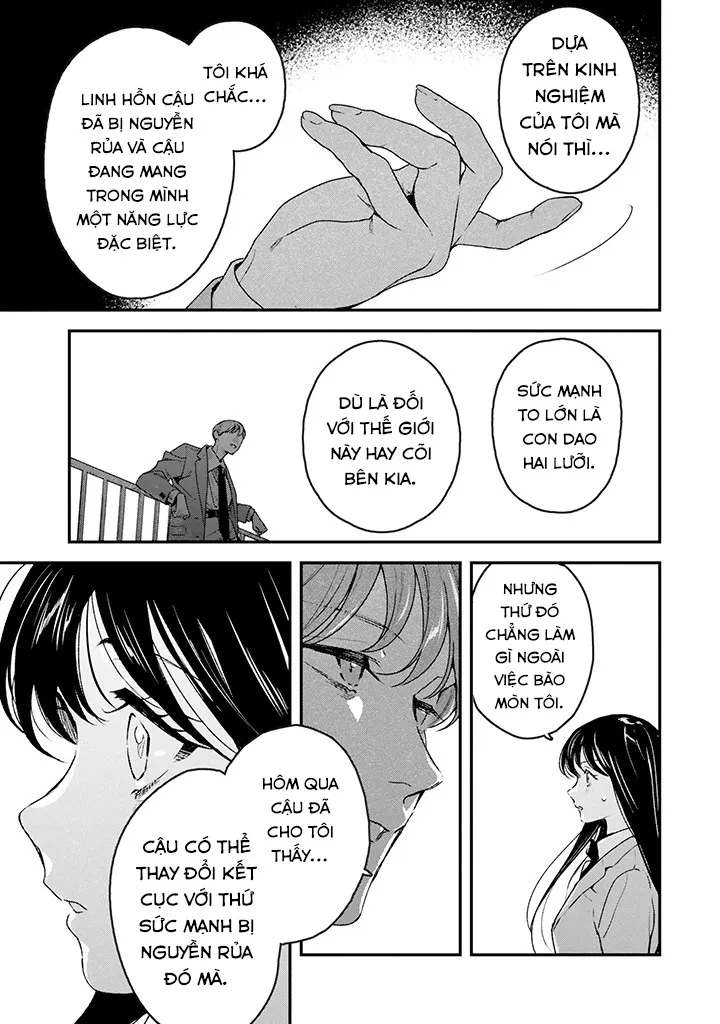 DỰA
TRÊN KINH
NGHIỆM
CỦA TÔI MÀ
NÓI THÌ...
TÔI KHÁ
CHẮC...
LINH HỒN CẬU
ĐÃ BỊ NGUYỀN
RỦA VÀ CẬU
ĐANG MANG
TRONG MÌNH
MỘT NĂNG LỰC
ĐẶC BIỆT.
SỨC MẠNH
TO LỚN LÀ
CON DAO
HAI LƯỠI.
DÙ LÀ ĐỐI
VỚI THẾ GIỚI
NÀY HAY CÕI
BÊN KIA.
NHƯNG
THỨ ĐÓ
CHẲNG LÀM
GÌ NGOÀI
VIỆC BÀO
MÒN TÔI.
HÔM QUA
CẬU ĐÃ
CHO TÔI
THẤY...
CẬU CÓ THỂ
THAY ĐỔI KẾT
CỤC VỚI THỨ
SỨC MẠNH BỊ
NGUYỀN RỦA
ĐÓ MÀ.